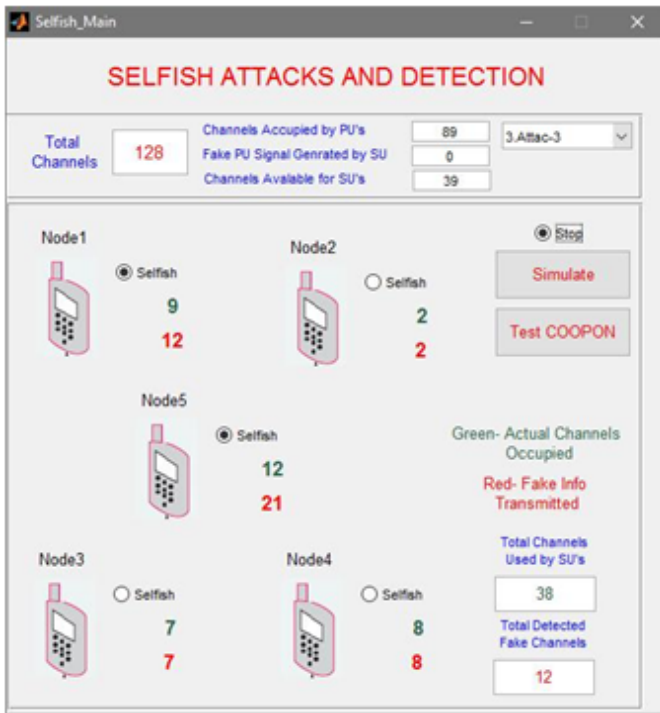 Selfish_Main
SELFISH ATTACKS AND DETECTION
Total
Channels
128
Channels Accupied by PU's
89
Fake PU Signal Genrated by SU
0
Channels Avalable for SU's
39
3.Attac-3
Node1
Selfish
9
12
Node2
Selfish
2
2
Stop
Simulate
Test COOPON
Node5
Selfish
12
21
Green- Actual Channels
Occupied
Red- Fake Info
Transmitted
Node3
Selfish
7
7
Node4
Selfish
8
8
Total Channels
Used by SU's
38
Total Detected
Fake Channels
12